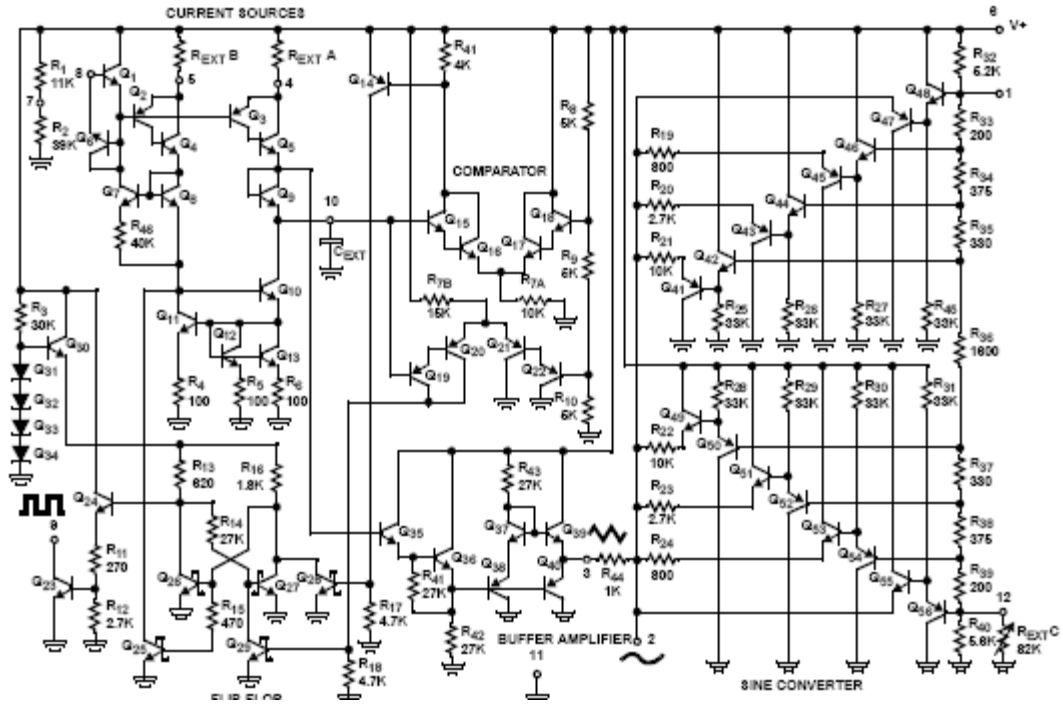 CURRENT SOURCES
6
V+
R1
11K
7
R2
39K
8
Q1
REXT B
5
REXT A
4
Q2
Q3
Q4
Q5
Q6
Q7
Q8
Q9
R46
40K
Q14
R41
4K
R8
5K
COMPARATOR
10
CEXT
Q15
Q16
Q17
Q18
R9
5K
R7B
15K
R7A
10K
Q10
Q11
Q12
Q13
R4
100
R5
100
R6
100
Q19
Q20
Q21
Q22
R10
5K
R3
30K
Q30
Q31
Q32
Q33
Q34
R13
620
R16
1.8K
Q24
9
R14
27K
R11
270
Q23
R12
2.7K
Q26
R15
470
Q27
Q28
Q25
Q29
R17
4.7K
R18
4.7K
FLIP-FLOP
Q35
Q36
R41
27K
R42
27K
R43
27K
Q37
Q38
Q39
Q40
3
R44
1K
BUFFER AMPLIFIER
11
2
R32
5.2K
1
R33
200
R34
375
R35
330
R19
800
R20
2.7K
R21
10K
Q48
Q47
Q46
Q45
Q44
Q43
Q42
Q41
R25
33K
R26
33K
R27
33K
R45
33K
R36
1600
R28
33K
R29
33K
R30
33K
R31
33K
R22
10K
R23
2.7K
R24
800
Q49
Q50
Q51
Q52
Q53
Q54
Q55
Q56
R37
330
R38
375
R39
200
12
R40
5.6K
REXTC
82K
SINE CONVERTER